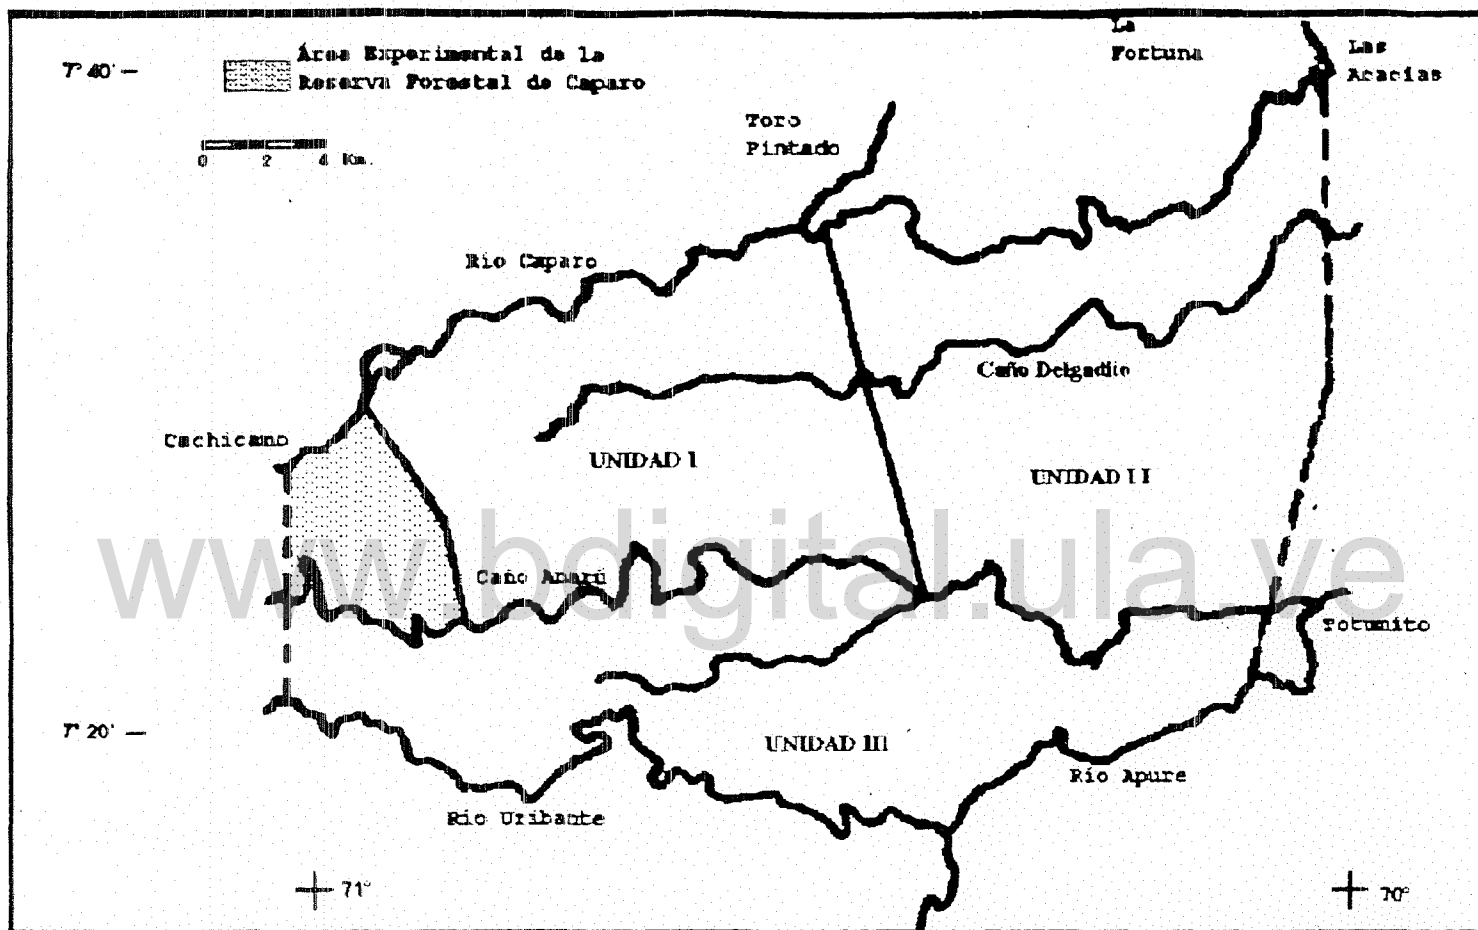 La
Fortuna
Las
Acacias
7° 40' —
Área Experimental de la
Reserva Forestal de Caparo
0 2 4 Km.
Toro
Pintado
Río Caparo
Caño Delgadito
Cachicamo
UNIDAD I
UNIDAD II
www.bdigital.ula.ve
Caño Anarú
Totumito
7° 20' —
UNIDAD III
Río Apure
Río Uribante
71°
70°